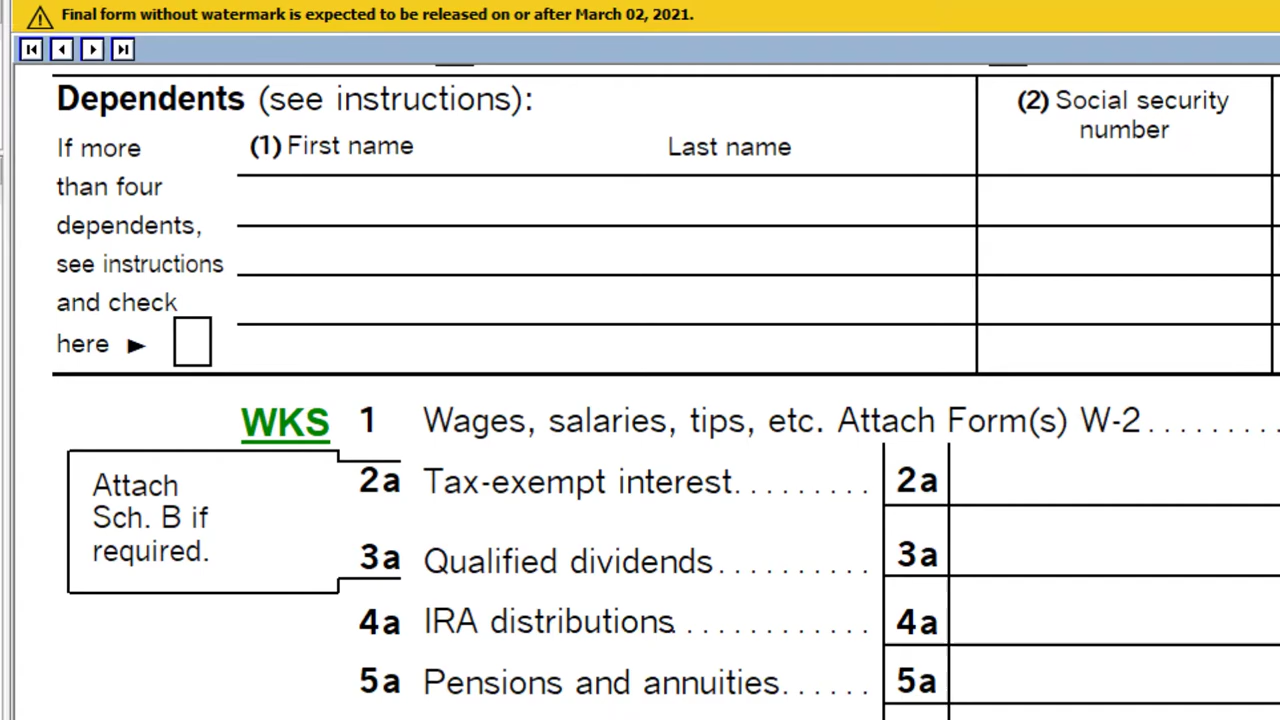 Final form without watermark is expected to be released on or after March 02, 2021.
Dependents (see instructions):
(2) Social security
number
If more
than four
dependents,
see instructions
and check
here ►
(1) First name
Last name
WKS 1 Wages, salaries, tips, etc. Attach Form(s) W-2.........
Attach
Sch. B if
required.
2a Tax-exempt interest......... 2a
3a Qualified dividends.......... 3a
4a IRA distributions............ 4a
5a Pensions and annuities...... 5a